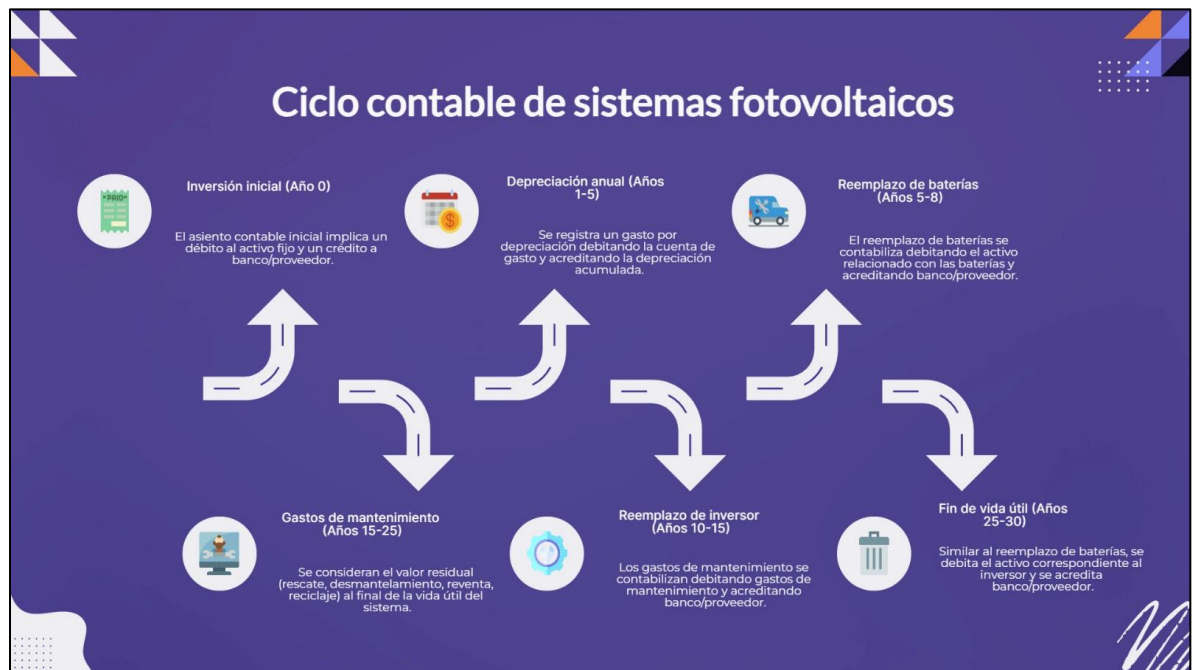 Ciclo contable de sistemas fotovoltaicos
PAID
Inversión inicial (Año 0)
El asiento contable inicial implica un
débito al activo fijo y un crédito a
banco/proveedor.
Depreciación anual (Años
1-5)
Se registra un gasto por
depreciación debitando la cuenta de
gasto y acreditando la depreciación
acumulada.
Reemplazo de baterías
(Años 5-8)
El reemplazo de baterías se
contabiliza debitando el activo
relacionado con las baterías y
acreditando banco/proveedor.
Gastos de mantenimiento
(Años 15-25)
Se consideran el valor residual
(rescate, desmantelamiento, reventa,
reciclaje) al final de la vida útil del
sistema.
Reemplazo de inversor
(Años 10-15)
Los gastos de mantenimiento se
contabilizan debitando gastos de
mantenimiento y acreditando
banco/proveedor.
Fin de vida útil (Años
25-30)
Similar al reemplazo de baterías, se
debita el activo correspondiente al
inversor y se acredita
banco/proveedor.